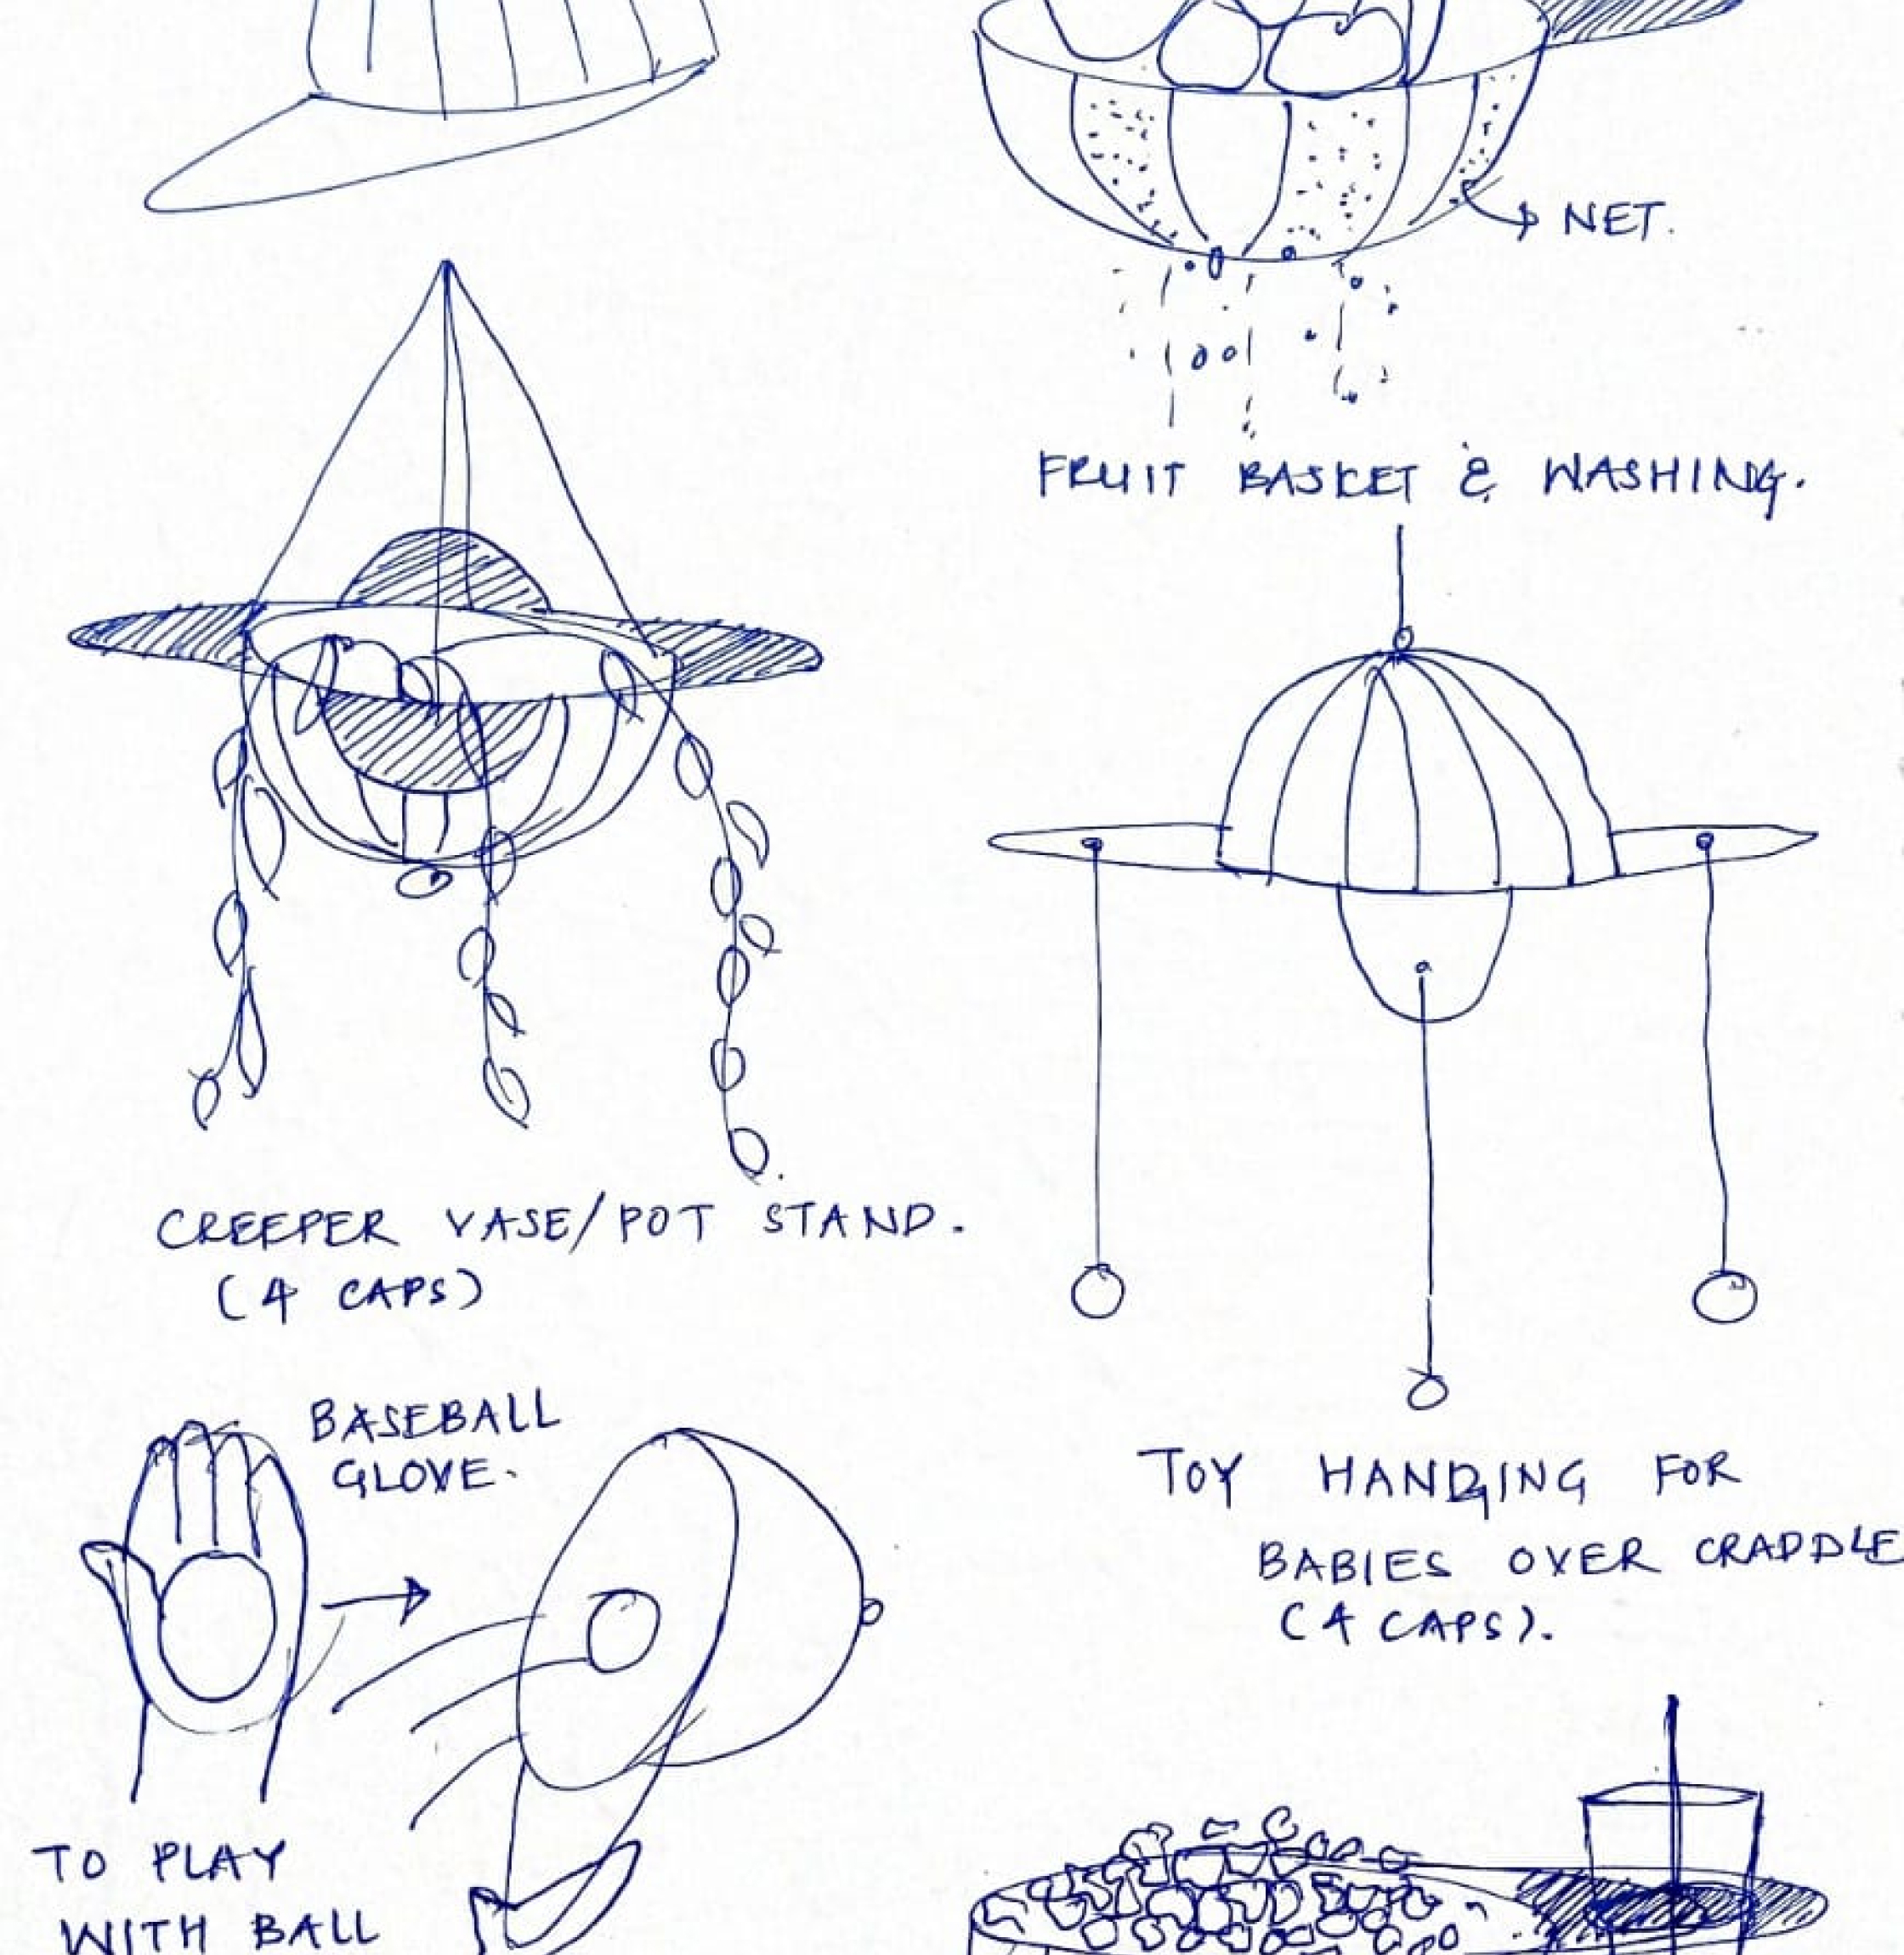 NET.
FRUIT BASKET & WASHING.
CREEPER VASE/POT STAND.
(4 CAPS)
TOY HANGING FOR
BABIES OVER CRADDLE
(4 CAPS).
BASEBALL
GLOVE.
TO PLAY
WITH BALL